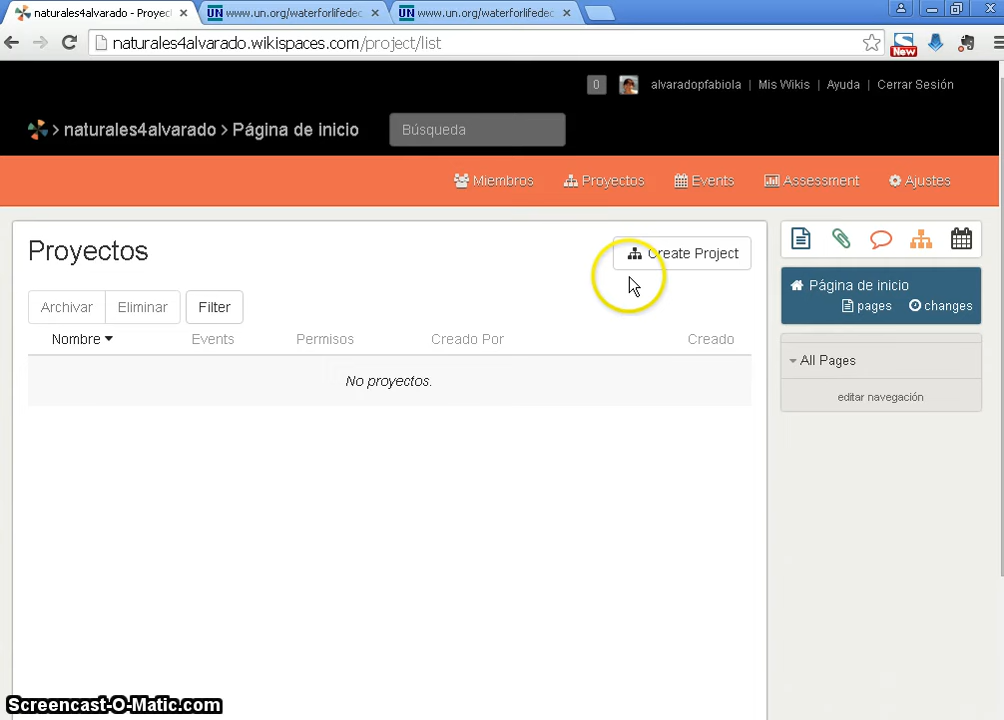 naturales4alvarado - Proyec
www.un.org/waterforlifedec
www.un.org/waterforlifedec
naturales4alvarado.wikispaces.com/project/list
New
0 alvaradopfabiola | Mis Wikis | Ayuda | Cerrar Sesión
> naturales4alvarado > Página de inicio
Búsqueda
Miembros Proyectos Events Assessment Ajustes
Proyectos
Create Project
Archivar Eliminar Filter
Nombre Events Permisos Creado Por Creado
No proyectos.
Página de inicio
pages changes
All Pages
editar navegación
Screencast-O-Matic.com